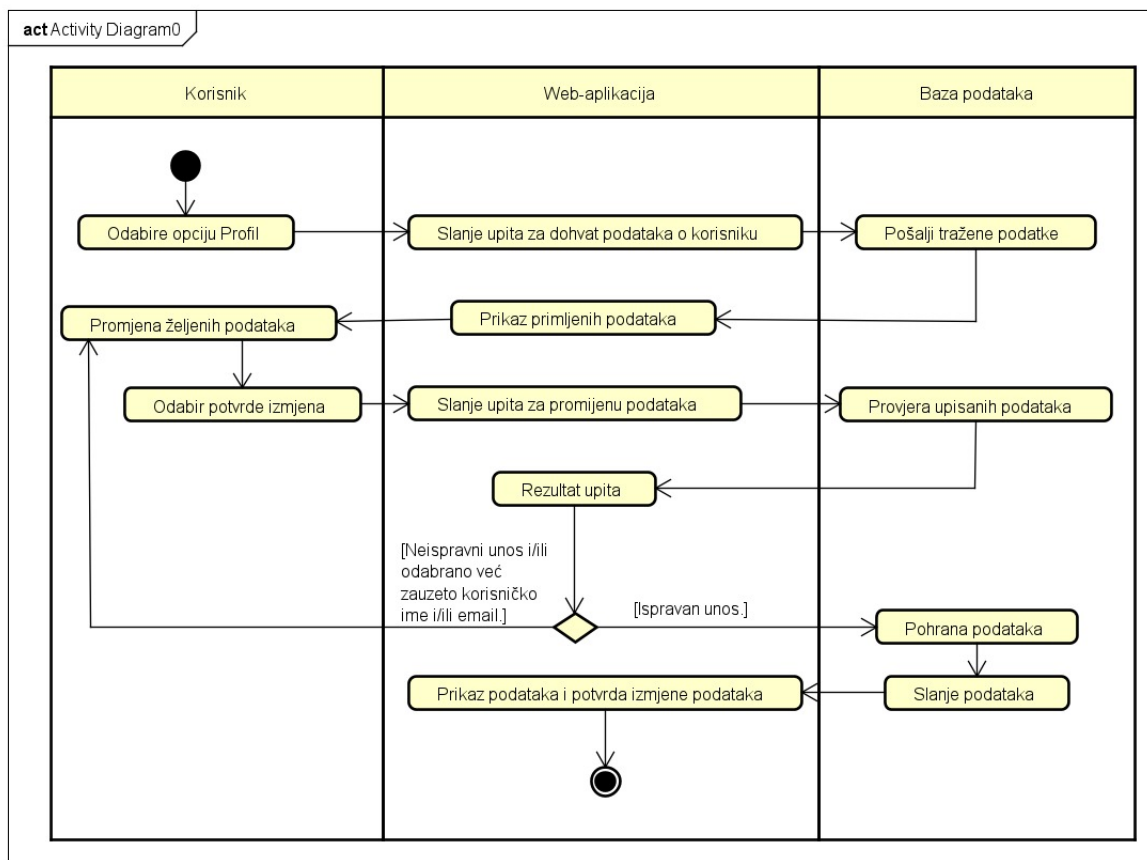 act Activity Diagram0
Korisnik
Web-aplikacija
Baza podataka
Odabire opciju Profil
Slanje upita za dohvat podataka o korisniku
Pošalji tražene podatke
Promjena željenih podataka
Prikaz primljenih podataka
Odabir potvrde izmjena
Slanje upita za promijenu podataka
Provjera upisanih podataka
Rezultat upita
[Neispravni unos i/ili
odabrano već
zauzeto korisničko
ime i/ili email.]
[Ispravan unos.]
Pohrana podataka
Prikaz podataka i potvrda izmjene podataka
Slanje podataka